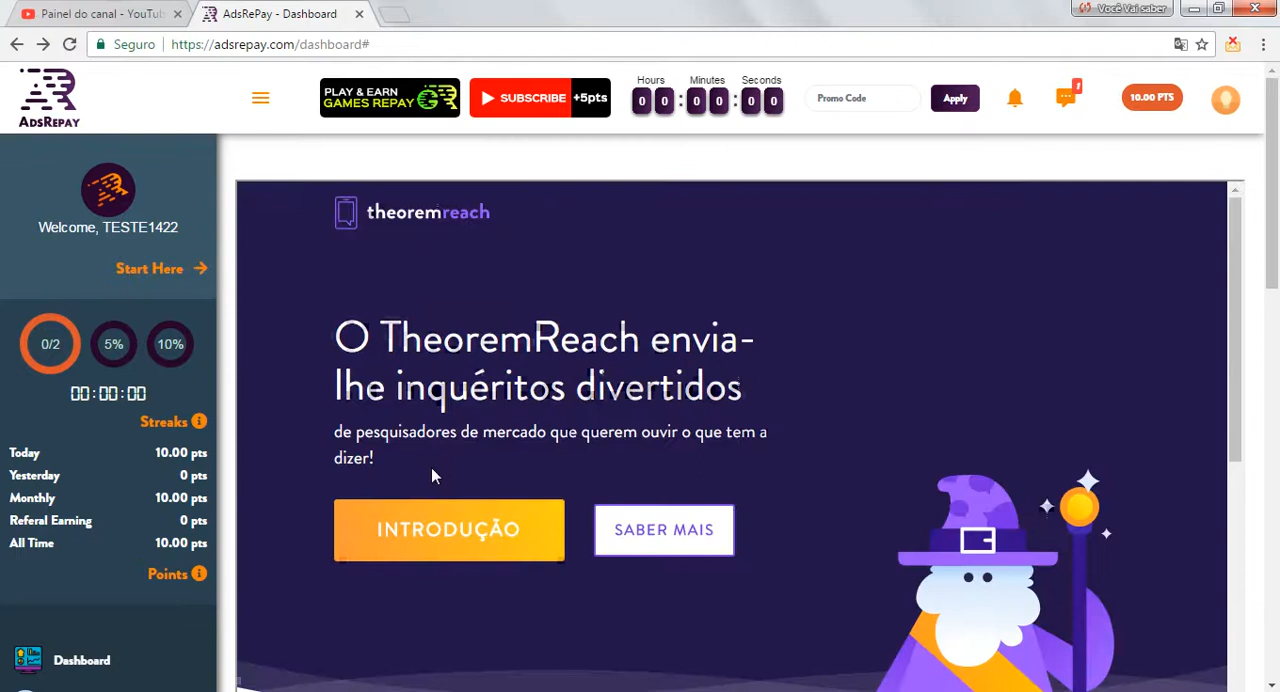 Painel do canal - YouTub
AdsRePay - Dashboard
Você Vai saber
Seguro
https://adsrepay.com/dashboard#
AdsRepay
PLAY & EARN
GAMES REPAY
SUBSCRIBE +5pts
Hours Minutes Seconds
0 0 : 0 0 : 0 0
Promo Code
Apply
1
10.00 PTS
Welcome, TESTE1422
Start Here
0/2 5% 10%
00:00:00
Streaks
Today 10.00 pts
Yesterday 0 pts
Monthly 10.00 pts
Referal Earning 0 pts
All Time 10.00 pts
Points
Dashboard
theoremreach
O TheoremReach envia-
lhe inquéritos divertidos
de pesquisadores de mercado que querem ouvir o que tem a
dizer!
INTRODUÇÃO
SABER MAIS